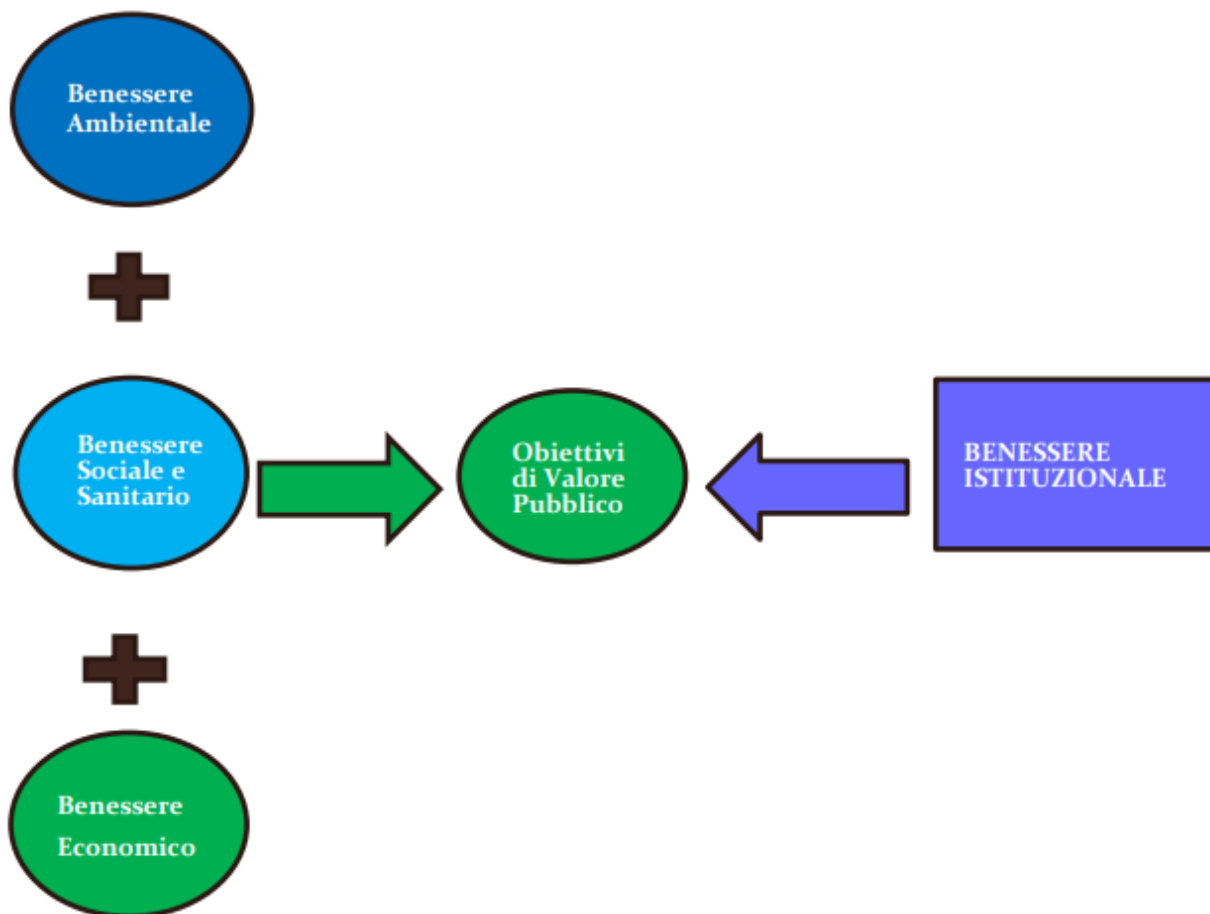 Benessere
Ambientale
Benessere
Sociale e
Sanitario
Obiettivi
di Valore
Pubblico
BENESSERE
ISTITUZIONALE
Benessere
Economico